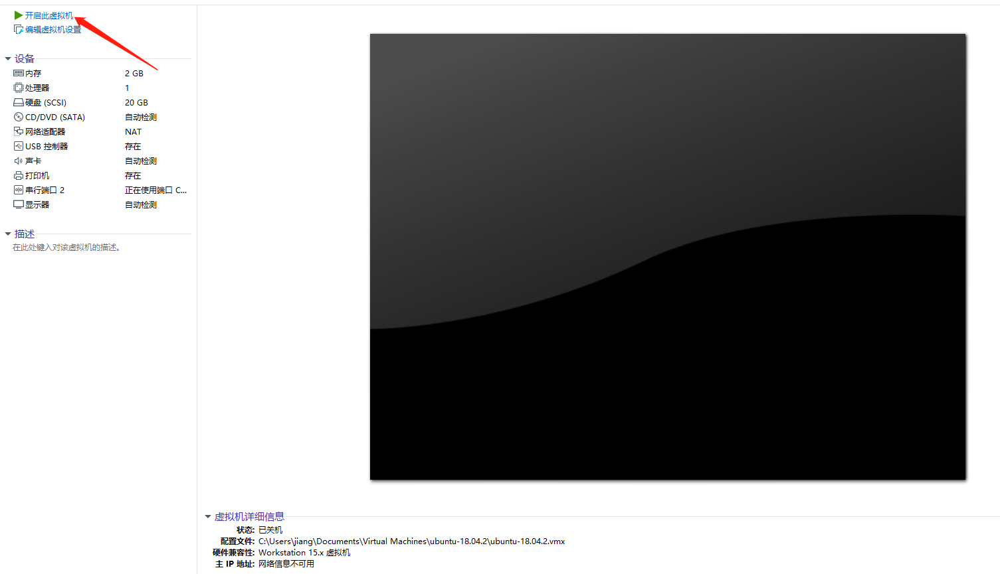 开启此虚拟机
编辑虚拟机设置
设备
内存 2 GB
处理器 1
硬盘 (SCSI) 20 GB
CD/DVD (SATA) 自动检测
网络适配器 NAT
USB 控制器 存在
声卡 自动检测
打印机 存在
串行端口 2 正在使用端口 C...
显示器 自动检测
描述
在此处键入对该虚拟机的描述。
虚拟机详细信息
状态: 已关机
配置文件: C:\Users\jiang\Documents\Virtual Machines\ubuntu-18.04.2\ubuntu-18.04.2.vmx
硬件兼容性: Workstation 15.x 虚拟机
主 IP 地址: 网络信息不可用